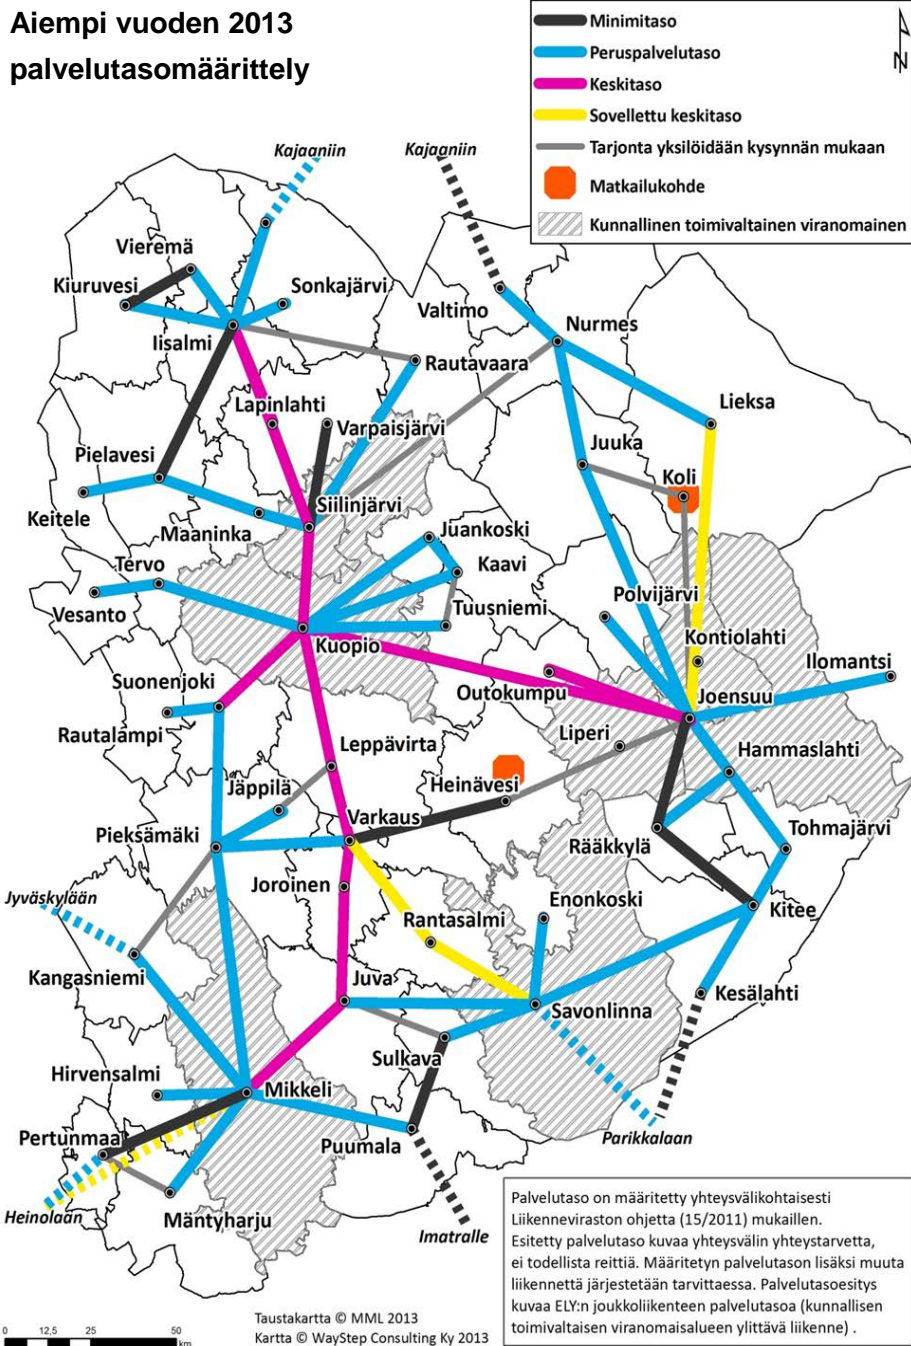 Aiempi vuoden 2013
palvelutasomäärittely
Minimitaso
Peruspalvelutaso
Keskitaso
Sovellettu keskitaso
Tarjonta yksilöidään kysynnän mukaan
Matkailukohde
Kunnallinen toimivaltainen viranomainen
N
Kajaaniin
Kajaaniin
Vieremä
Kiuruvesi
Sonkajärvi
Valtimo
Nurmes
Iisalmi
Rautavaara
Lapinlahti
Lieksa
Varpaisjärvi
Juuka
Pielavesi
Koli
Keitele
Siilinjärvi
Maaninka
Juankoski
Tervo
Kaavi
Vesanto
Tuusniemi
Polvijärvi
Kuopio
Kontiolahti
Ilomantsi
Suonenjoki
Outokumpu
Joensuu
Rautalampi
Liperi
Leppävirta
Hammaslahti
Jäppilä
Heinävesi
Pieksämäki
Varkaus
Rääkkylä
Tohmajärvi
Joroinen
Jyväskylään
Enonkoski
Kitee
Rantasalmi
Kangasniemi
Juva
Kesälahti
Savonlinna
Sulkava
Hirvensalmi
Mikkeli
Pertunmaa
Puumala
Parikkalaan
Heinolaan
Mäntyharju
Imatralle
Palvelutaso on määritetty yhteysvälikohtaisesti
Liikenneviraston ohjetta (15/2011) mukaillen.
Esitetty palvelutaso kuvaa yhteysvälin yhteystarvetta,
ei todellista reittiä. Määritetyn palvelutason lisäksi muuta
liikennettä järjestetään tarvittaessa. Palvelutasoesitys
kuvaa ELY:n joukkoliikenteen palvelutasoa (kunnallisen
toimivaltaisen viranomaisalueen ylittävä liikenne) .
Taustakartta © MML 2013
Kartta © WayStep Consulting Ky 2013
0 12,5 25 50
km